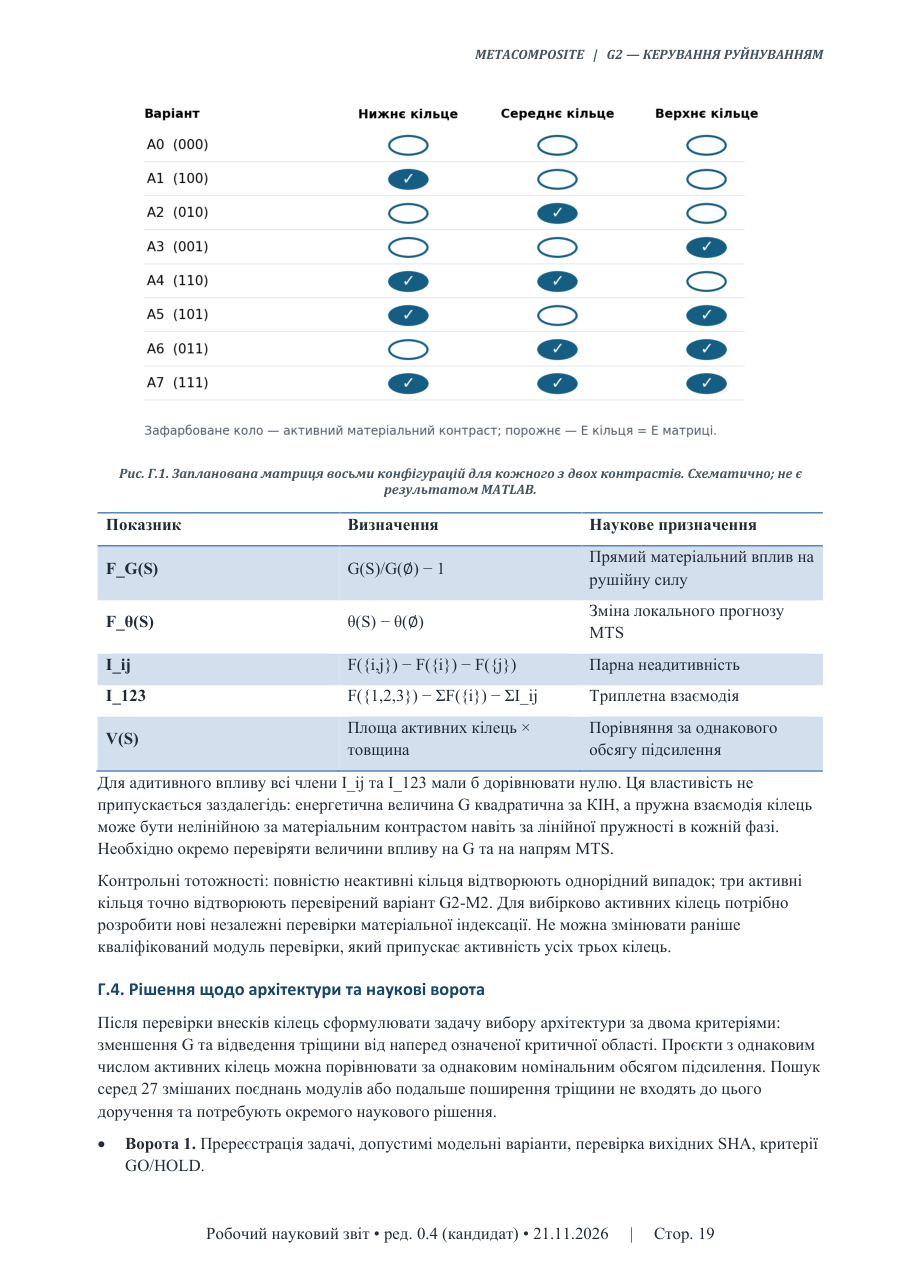 METACOMPOSITE | G2 — КЕРУВАННЯ РУЙНУВАННЯМ
Варіант Нижнє кільце Середнє кільце Верхнє кільце
A0 (000)
A1 (100) ✓
A2 (010) ✓
A3 (001) ✓
A4 (110) ✓ ✓
A5 (101) ✓ ✓
A6 (011) ✓ ✓
A7 (111) ✓ ✓ ✓
Зафарбоване коло — активний матеріальний контраст; порожнє — E кільця = E матриці.
Рис. Г.1. Запланована матриця восьми конфігурацій для кожного з двох контрастів. Схематично; не є
результатом MATLAB.
Показник Визначення Наукове призначення
F_G(S) G(S)/G(∅) − 1 Прямий матеріальний вплив на
рушійну силу
F_θ(S) θ(S) − θ(∅) Зміна локального прогнозу
MTS
I_ij F({i,j}) − F({i}) − F({j}) Парна неадитивність
I_123 F({1,2,3}) − ΣF({i}) − ΣI_ij Триплетна взаємодія
V(S) Площа активних кілець ×
товщина Порівняння за однакового
обсягу підсилення
Для адитивного впливу всі члени I_ij та I_123 мали б дорівнювати нулю. Ця властивість не
припускається заздалегідь: енергетична величина G квадратична за КІН, а пружна взаємодія кілець
може бути нелінійною за матеріальним контрастом навіть за лінійної пружності в кожній фазі.
Необхідно окремо перевіряти величини впливу на G та на напрям MTS.
Контрольні тотожності: повністю неактивні кільця відтворюють однорідний випадок; три активні
кільця точно відтворюють перевірений варіант G2-M2. Для вибірково активних кілець потрібно
розробити нові незалежні перевірки матеріальної індексації. Не можна змінювати раніше
кваліфікований модуль перевірки, який припускає активність усіх трьох кілець.
Г.4. Рішення щодо архітектури та наукові ворота
Після перевірки внесків кілець сформулювати задачу вибору архітектури за двома критеріями:
зменшення G та відведення тріщини від наперед означеної критичної області. Проєкти з однаковим
числом активних кілець можна порівнювати за однаковим номінальним обсягом підсилення. Пошук
серед 27 змішаних поєднань модулів або подальше поширення тріщини не входять до цього
доручення та потребують окремого наукового рішення.
• Ворота 1. Пререєстрація задачі, допустимі модельні варіанти, перевірка вихідних SHA, критерії
GO/HOLD.
Робочий науковий звіт • ред. 0.4 (кандидат) • 21.11.2026 | Стор. 19